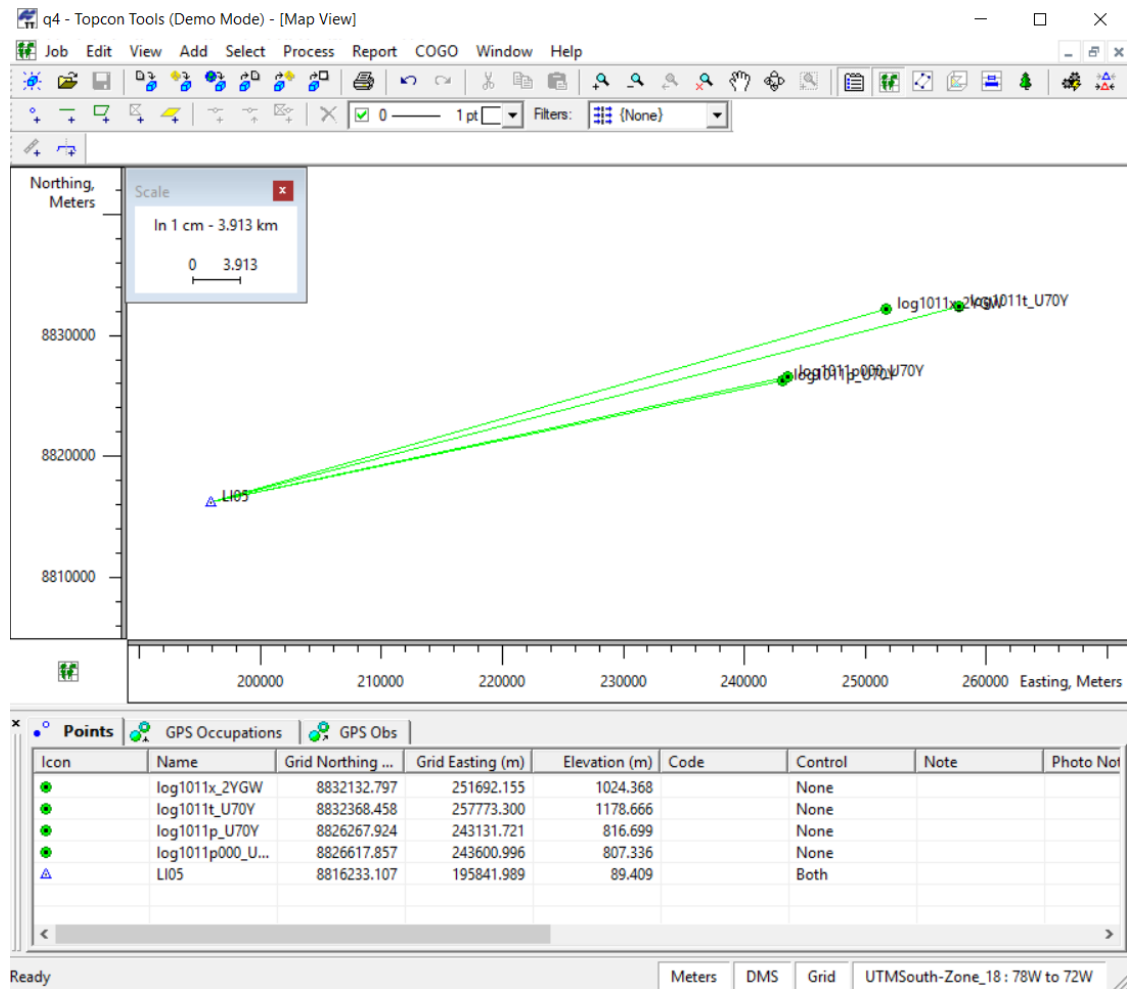 q4 - Topcon Tools (Demo Mode) - [Map View]
Job Edit View Add Select Process Report COGO Window Help
0 1 pt Filters: {None}
Northing,
Meters
Scale
In 1 cm - 3.913 km
0 3.913
8830000
8820000
8810000
log1011x_2YGW
log1011t_U70Y
log1011p000_U70Y
log1011p_U70Y
LI05
200000 210000 220000 230000 240000 250000 260000 Easting, Meters
Points GPS Occupations GPS Obs
Icon Name Grid Northing ... Grid Easting (m) Elevation (m) Code Control Note Photo Not
log1011x_2YGW 8832132.797 251692.155 1024.368 None
log1011t_U70Y 8832368.458 257773.300 1178.666 None
log1011p_U70Y 8826267.924 243131.721 816.699 None
log1011p000_U... 8826617.857 243600.996 807.336 None
LI05 8816233.107 195841.989 89.409 Both
Ready Meters DMS Grid UTMSouth-Zone_18 : 78W to 72W